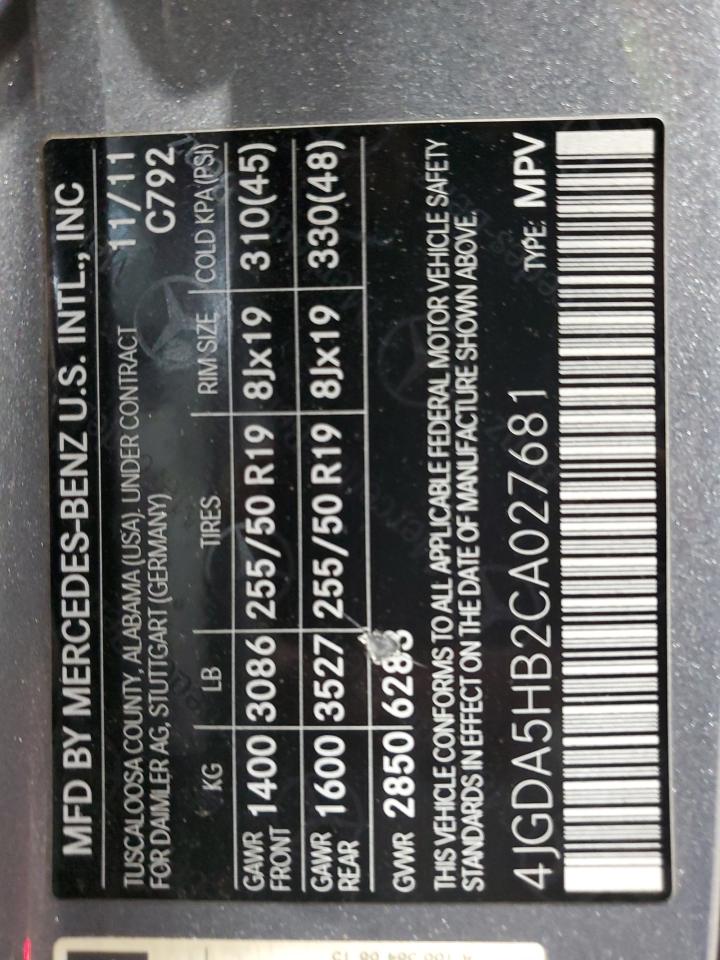 MFD BY MERCEDES-BENZ U.S. INTL., INC
TUSCALOOSA COUNTY, ALABAMA (USA). UNDER CONTRACT 11/11
FOR DAIMLER AG, STUTTGART (GERMANY) C792
KG LB TIRES RIM SIZE COLD KPA (PSI)
GAWR FRONT 1400 3086 255/50 R19 8Jx19 310(45)
GAWR REAR 1600 3527 255/50 R19 8Jx19 330(48)
GVWR 2850 6283
THIS VEHICLE CONFORMS TO ALL APPLICABLE FEDERAL MOTOR VEHICLE SAFETY
STANDARDS IN EFFECT ON THE DATE OF MANUFACTURE SHOWN ABOVE.
4JGDA5HB2CA027681 TYPE: MPV